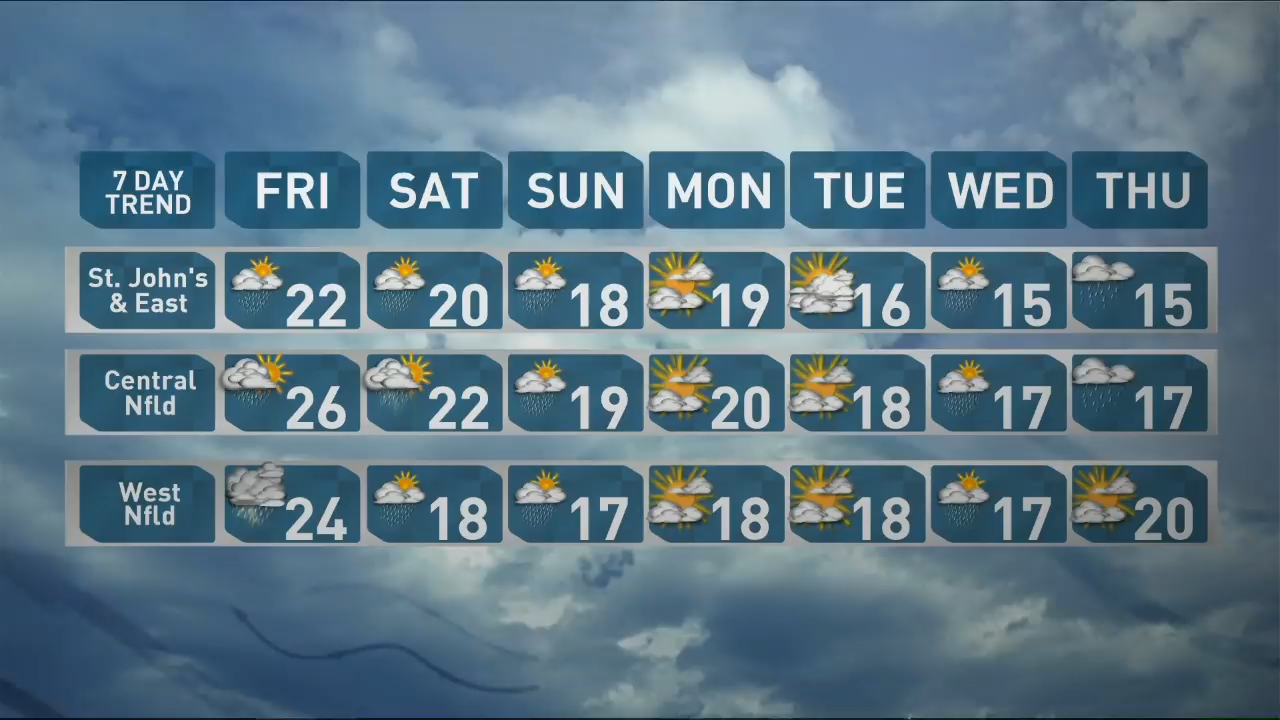 7 DAY
TREND
FRI SAT SUN MON TUE WED THU
St. John's
& East
22 20 18 19 16 15 15
Central
Nfld
26 22 19 20 18 17 17
West
Nfld
24 18 17 18 18 17 20